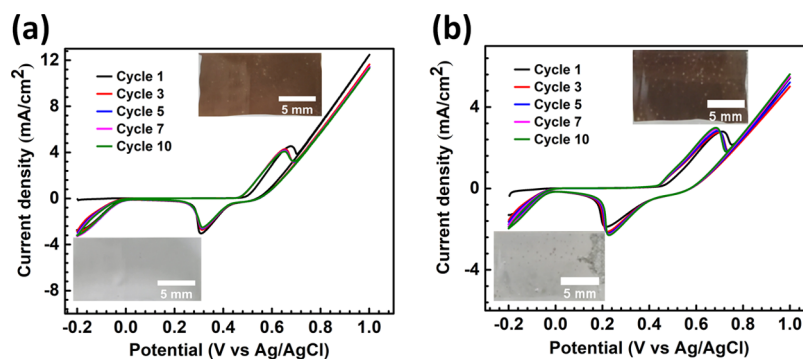 (a)
Current density (mA/cm²)
12
8
4
0
-4
-8
Cycle 1
Cycle 3
Cycle 5
Cycle 7
Cycle 10
5 mm
5 mm
-0.2 0.0 0.2 0.4 0.6 0.8 1.0
Potential (V vs Ag/AgCl)
(b)
Current density (mA/cm²)
4
0
-4
Cycle 1
Cycle 3
Cycle 5
Cycle 7
Cycle 10
5 mm
5 mm
-0.2 0.0 0.2 0.4 0.6 0.8 1.0
Potential (V vs Ag/AgCl)